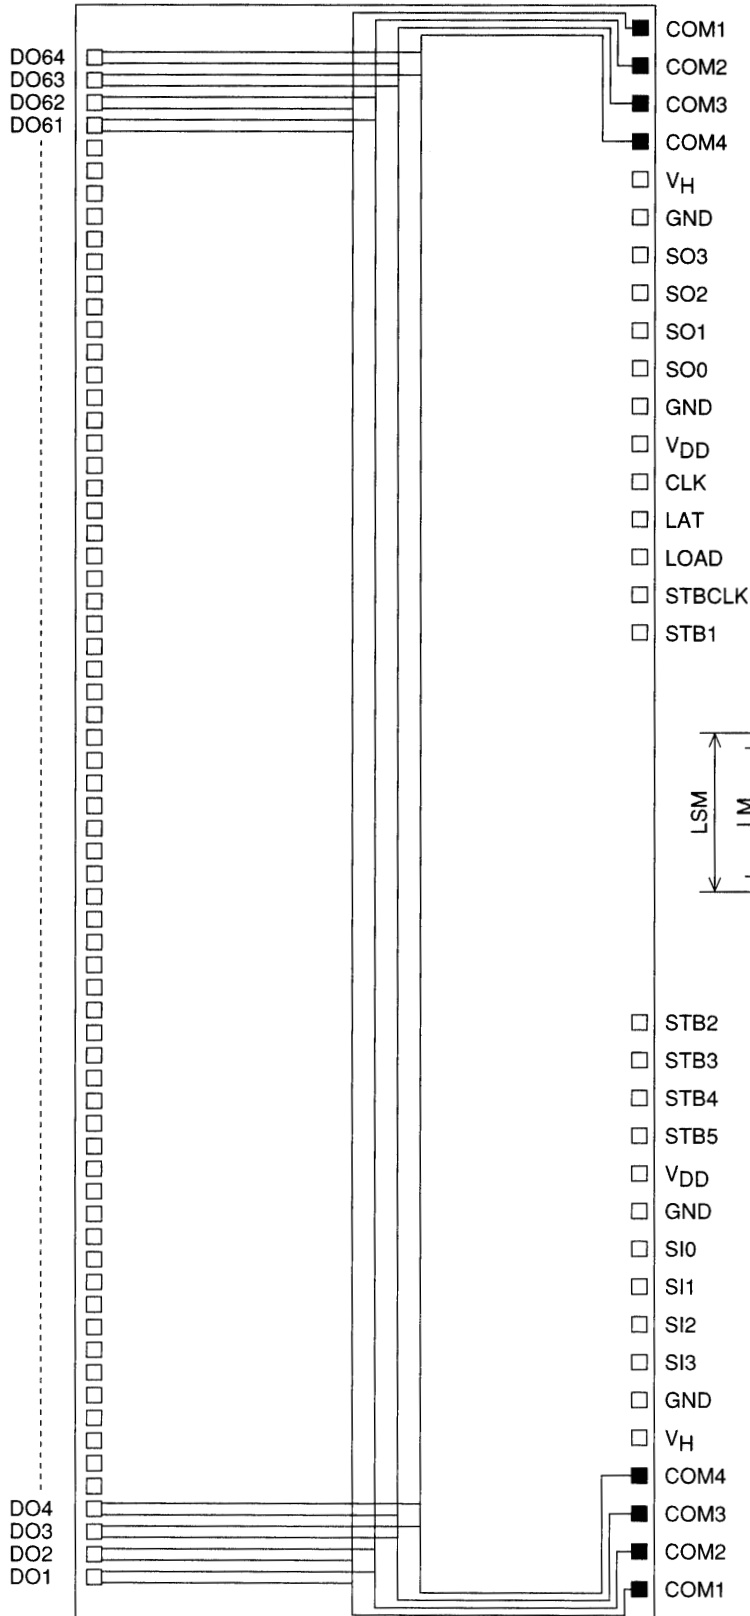 DO64
DO63
DO62
DO61
COM1
COM2
COM3
COM4
VH
GND
SO3
SO2
SO1
SO0
GND
VDD
CLK
LAT
LOAD
STBCLK
STB1
LSM
LM
STB2
STB3
STB4
STB5
VDD
GND
SI0
SI1
SI2
SI3
GND
VH
COM4
COM3
COM2
COM1
DO4
DO3
DO2
DO1